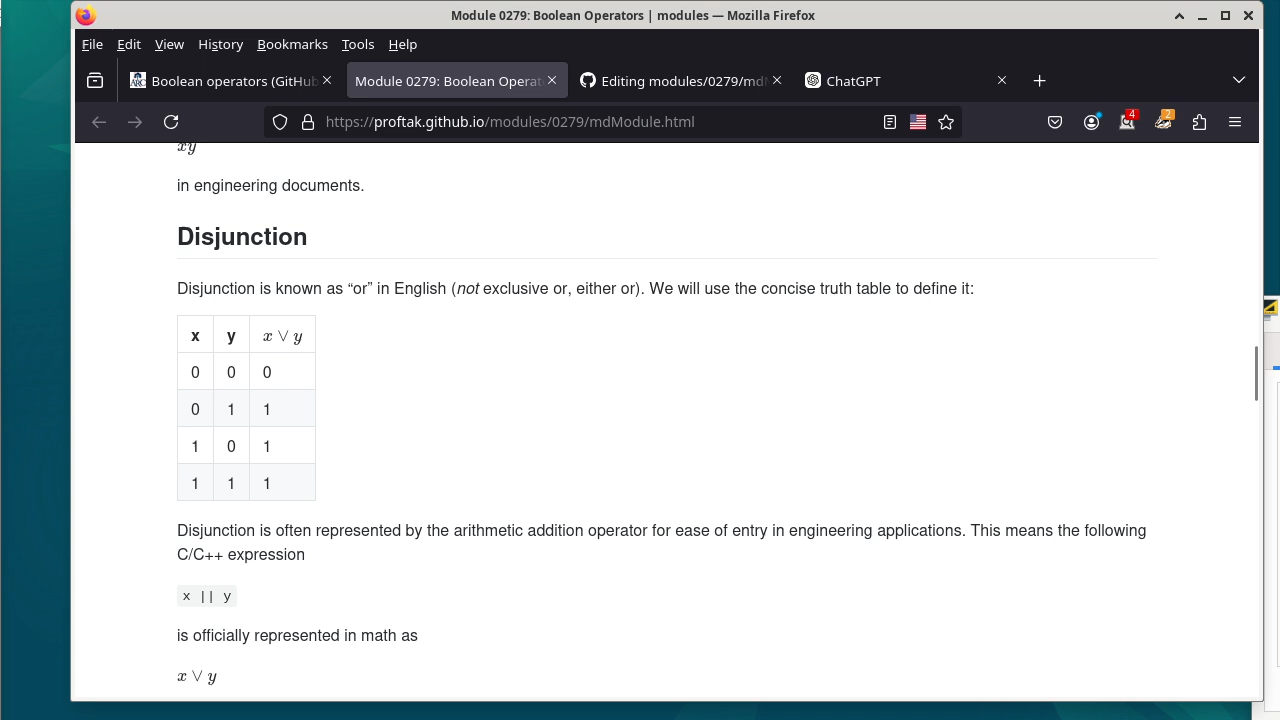 Module 0279: Boolean Operators | modules — Mozilla Firefox
File Edit View History Bookmarks Tools Help
Boolean operators (GitHub
Module 0279: Boolean Operat
Editing modules/0279/md
ChatGPT
https://proftak.github.io/modules/0279/mdModule.html
4
2
xy
in engineering documents.
Disjunction
Disjunction is known as “or” in English (not exclusive or, either or). We will use the concise truth table to define it:
x y x ∨ y
0 0 0
0 1 1
1 0 1
1 1 1
Disjunction is often represented by the arithmetic addition operator for ease of entry in engineering applications. This means the following
C/C++ expression
x || y
is officially represented in math as
x ∨ y